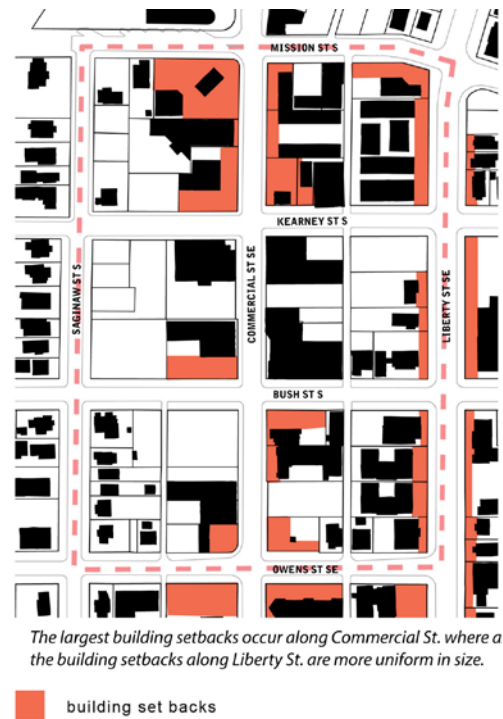 MISSION ST S
KEARNEY ST S
SAGINAW ST S
COMMERCIAL ST SE
LIBERTY ST SE
BUSH ST S
OWENS ST SE
The largest building setbacks occur along Commercial St. where a
the building setbacks along Liberty St. are more uniform in size.
building set backs